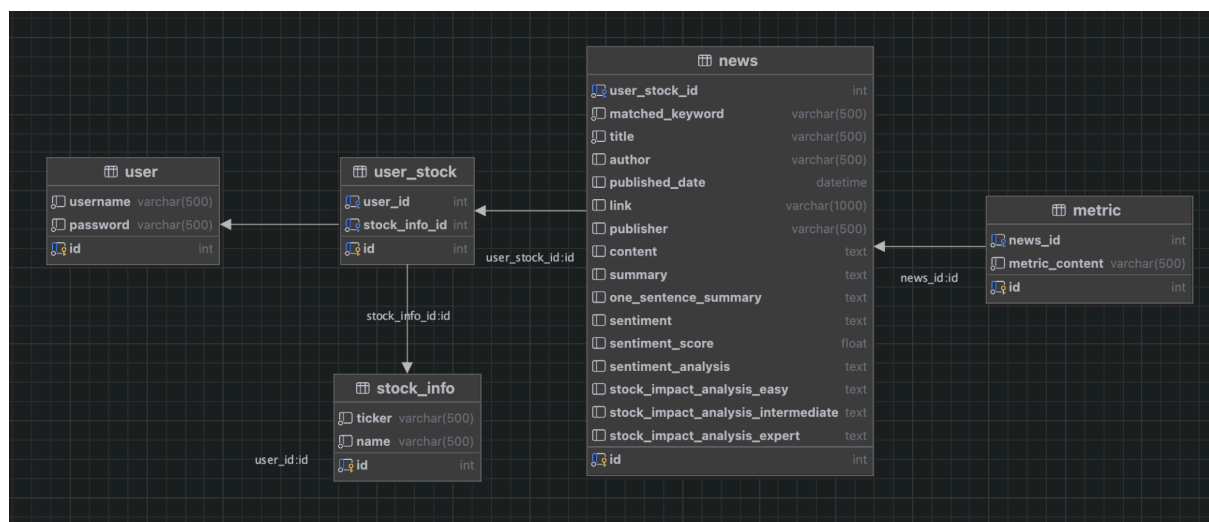 user
username varchar(500)
password varchar(500)
id int
user_stock
user_id int
stock_info_id int
id int
stock_info_id:id
user_stock_id:id
stock_info
ticker varchar(500)
name varchar(500)
id int
user_id:id
news
user_stock_id int
matched_keyword varchar(500)
title varchar(500)
author varchar(500)
published_date datetime
link varchar(1000)
publisher varchar(500)
content text
summary text
one_sentence_summary text
sentiment text
sentiment_score float
sentiment_analysis text
stock_impact_analysis_easy text
stock_impact_analysis_intermediate text
stock_impact_analysis_expert text
id int
news_id:id
metric
news_id int
metric_content varchar(500)
id int